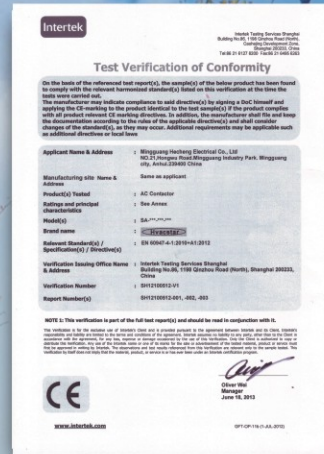 Intertek
Intertek Testing Services Shanghai
Building No.86, 1198 Qinzhou Road (North),
Caohejing Development Zone,
Shanghai 200233, China
Test Verification of Conformity
On the basis of the referenced test report(s), the sample(s) of the below product has been found
to comply with the relevant harmonized standard(s) listed on this verification at the time the
tests were carried out.
The manufacturer may indicate compliance to said directive(s) by signing a DoC himself and
applying the CE-marking to the product identical to the test sample(s) if the product complies
with all product relevant CE marking directives. In addition, the manufacturer shall file and keep
the documentation according to the rules of the applicable directive(s) and shall consider
changes of the standard(s), as they may occur. Additional requirements may be applicable such
as additional directives or local laws
Applicant Name & Address : Mingguang Hecheng Electrical Co., Ltd
NO.21,Hongwu Road.Mingguang Industry Park. Mingguang
city, Anhui.239400 China
Manufacturing site Name & : Same as applicant
Address
Product(s) Tested : AC Contactor
Ratings and principal : See Annex
characteristics
Model(s) : SA-***,***,***
Brand name :
Relevant Standard(s) / : EN 60947-4-1:2010+A1:2012
Specification(s) / Directive(s)
Verification Issuing Office Name : Intertek Testing Services Shanghai
& Address Building No.86, 1198 Qinzhou Road (North), Shanghai 200233,
China
Verification Number : SH12100512-V1
Report Number(s) : SH12100512-001, -002, -003
NOTE 1: This verification is part of the full test report(s) and should be read in conjunction with it.
CE
Oliver Wei
Manager
June 18, 2013
www.intertek.com